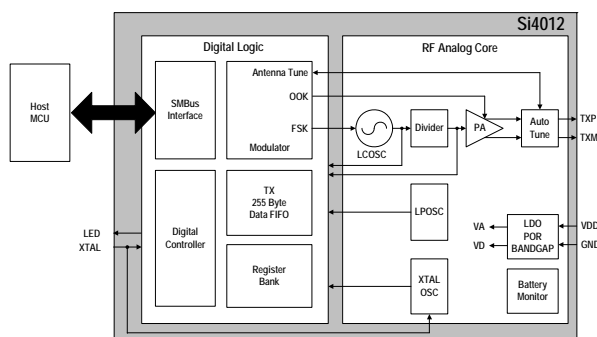 Si4012
Digital Logic
RF Analog Core
Host
MCU
SMBus
Interface
Antenna Tune
OOK
FSK
Modulator
LCOSC
Divider
PA
Auto
Tune
TXP
TXM
Digital
Controller
TX
255 Byte
Data FIFO
Register
Bank
LPOSC
XTAL
OSC
VA
VD
LDO
POR
BANDGAP
VDD
GND
Battery
Monitor
LED
XTAL